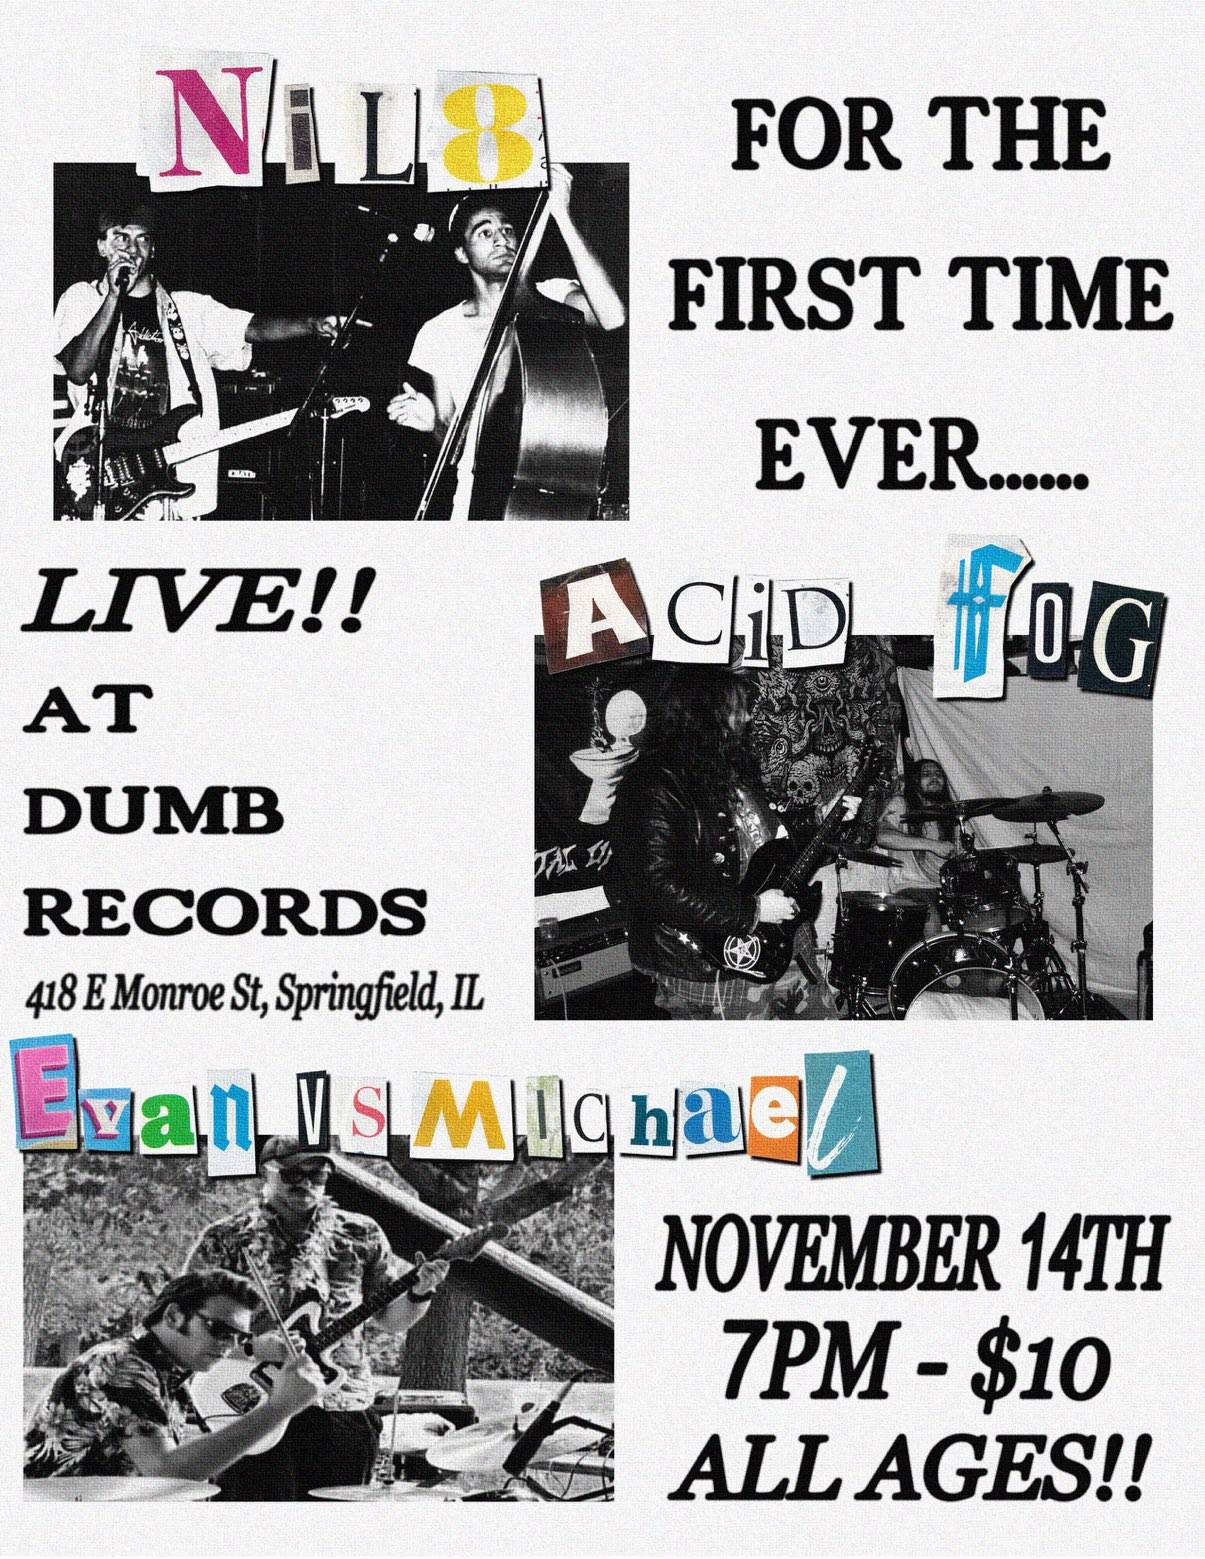 NiL8
FOR THE
FIRST TIME
EVER......
CRATE
LIVE!!
AT
DUMB
RECORDS
418 E Monroe St, Springfield, IL
ACiD FOG
Evan VS MIChael
NOVEMBER 14TH
7PM - $10
ALL AGES!!